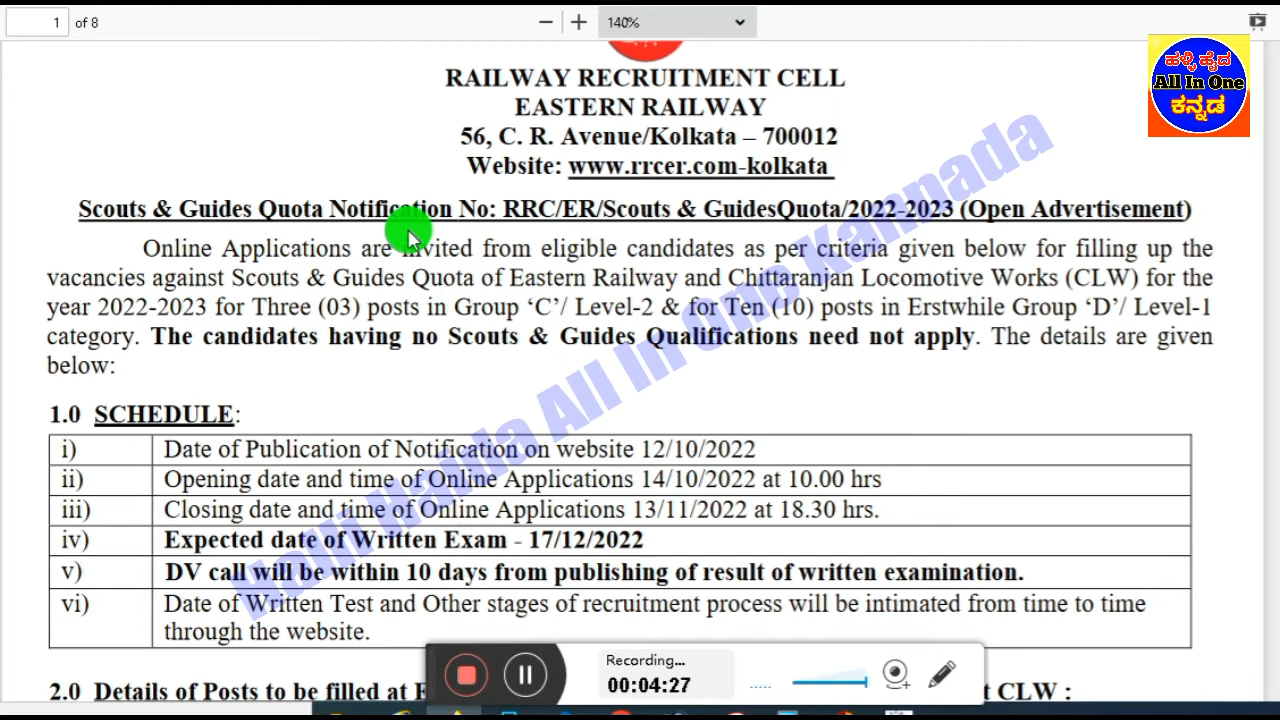 1 of 8
140%
ಹಳ್ಳಿ ಹೈದ
All In One
ಕನ್ನಡ
RAILWAY RECRUITMENT CELL
EASTERN RAILWAY
56, C. R. Avenue/Kolkata – 700012
Website: www.rrcer.com-kolkata
Scouts & Guides Quota Notification No: RRC/ER/Scouts & GuidesQuota/2022-2023 (Open Advertisement)
Online Applications are invited from eligible candidates as per criteria given below for filling up the
vacancies against Scouts & Guides Quota of Eastern Railway and Chittaranjan Locomotive Works (CLW) for the
year 2022-2023 for Three (03) posts in Group ‘C’/ Level-2 & for Ten (10) posts in Erstwhile Group ‘D’/ Level-1
category. The candidates having no Scouts & Guides Qualifications need not apply. The details are given
below:
Halli Haida All In One Kannada
1.0 SCHEDULE:
i) Date of Publication of Notification on website 12/10/2022
ii) Opening date and time of Online Applications 14/10/2022 at 10.00 hrs
iii) Closing date and time of Online Applications 13/11/2022 at 18.30 hrs.
iv) Expected date of Written Exam - 17/12/2022
v) DV call will be within 10 days from publishing of result of written examination.
vi) Date of Written Test and Other stages of recruitment process will be intimated from time to time
through the website.
2.0 Details of Posts to be filled at E t CLW :
Recording...
00:04:27